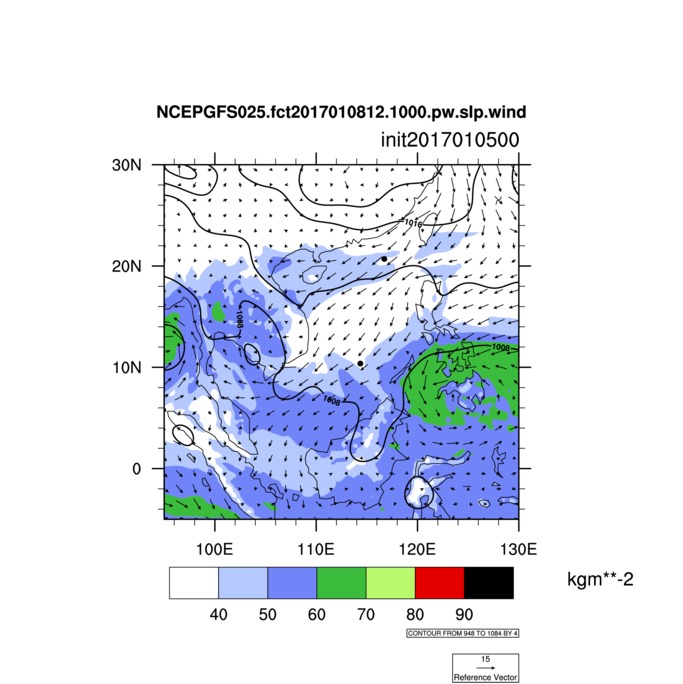 NCEPGFS025.fct2017010812.1000.pw.slp.wind
init2017010500
30N
1016
20N
1008
10N
1008
1008
0
100E 110E 120E 130E
kgm**-2
40 50 60 70 80 90
CONTOUR FROM 948 TO 1084 BY 4
15
Reference Vector